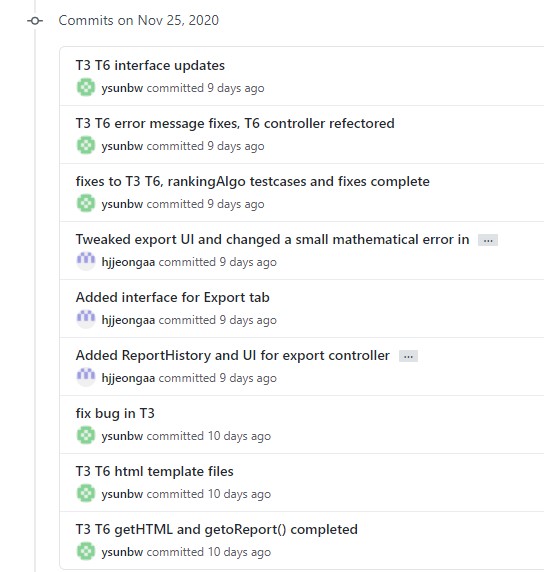 Commits on Nov 25, 2020
T3 T6 interface updates
ysunbw committed 9 days ago
T3 T6 error message fixes, T6 controller refectored
ysunbw committed 9 days ago
fixes to T3 T6, rankingAlgo testcases and fixes complete
ysunbw committed 9 days ago
Tweaked export UI and changed a small mathematical error in ...
hjjeongaa committed 9 days ago
Added interface for Export tab
hjjeongaa committed 9 days ago
Added ReportHistory and UI for export controller ...
hjjeongaa committed 9 days ago
fix bug in T3
ysunbw committed 10 days ago
T3 T6 html template files
ysunbw committed 10 days ago
T3 T6 getHTML and getoReport() completed
ysunbw committed 10 days ago